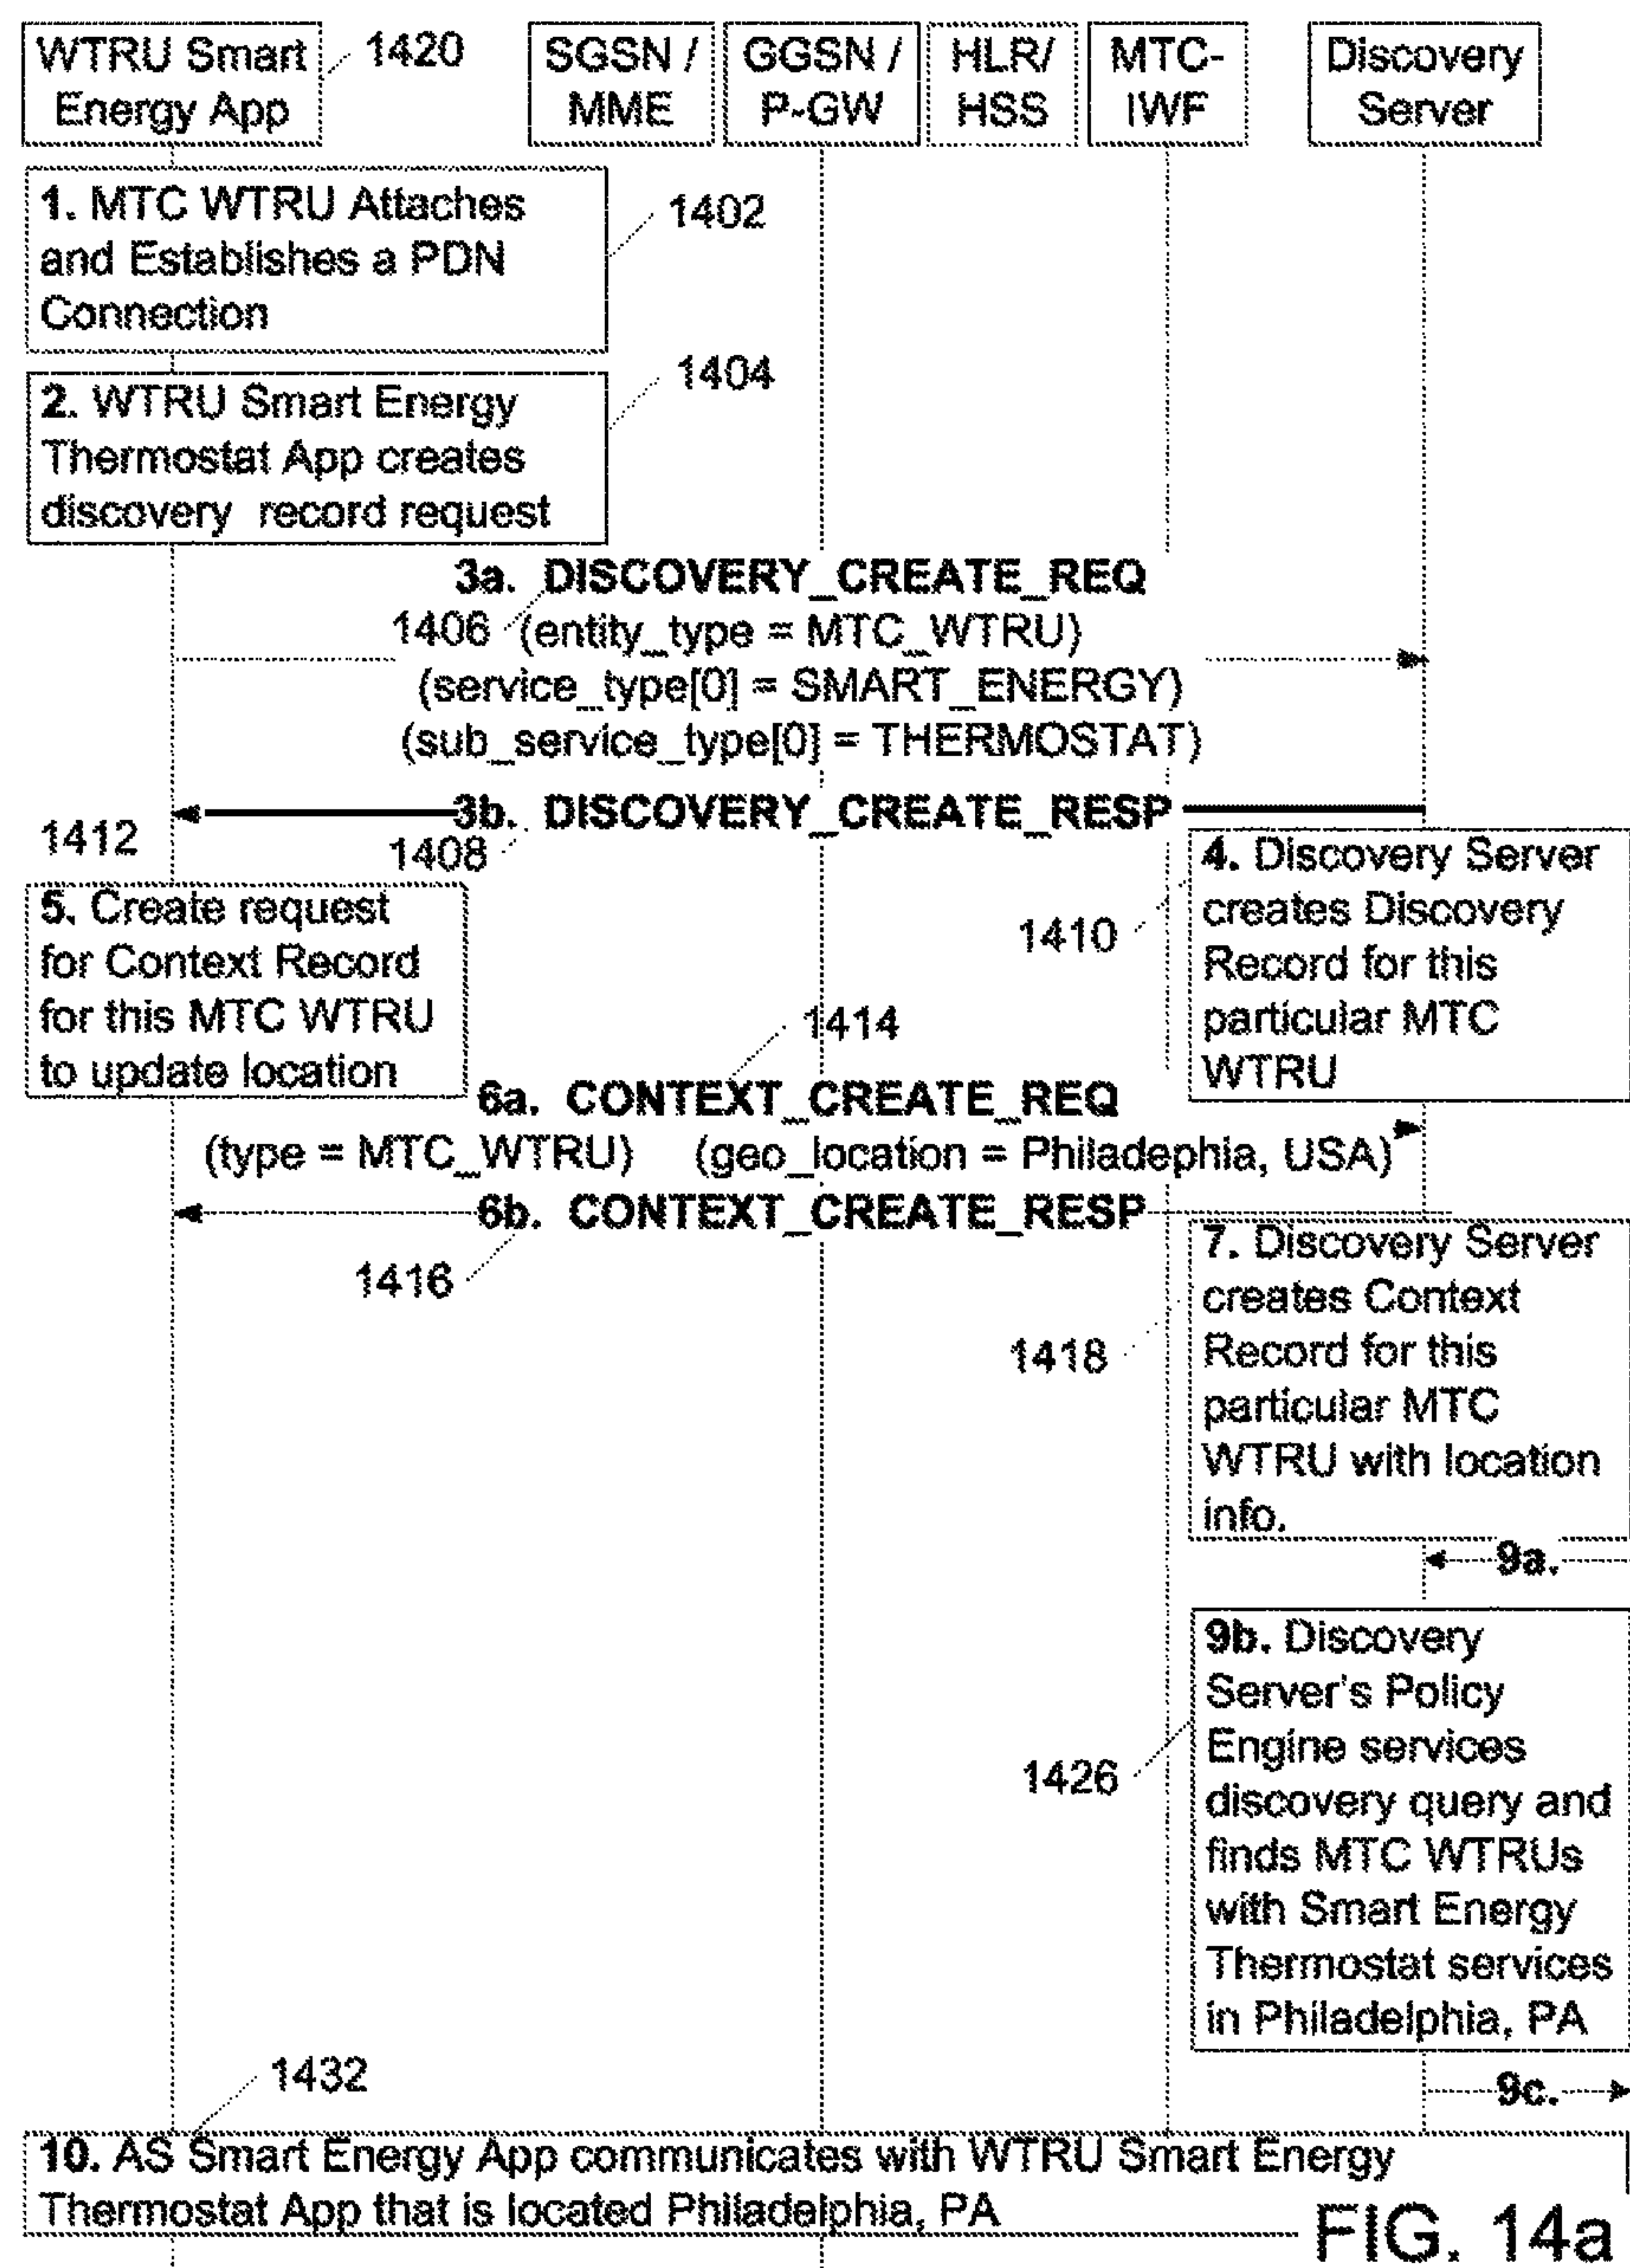 WTRU Smart
Energy App
1420
SGSN /
MME
GGSN /
P-GW
HLR/
HSS
MTC-
IWF
Discovery
Server
1. MTC WTRU Attaches
and Establishes a PDN
Connection
1402
2. WTRU Smart Energy
Thermostat App creates
discovery record request
1404
3a. DISCOVERY_CREATE_REQ
1406 (entity_type = MTC_WTRU)
(service_type[0] = SMART_ENERGY)
(sub_service_type[0] = THERMOSTAT)
3b. DISCOVERY_CREATE_RESP
1412
1408
4. Discovery Server
creates Discovery
Record for this
particular MTC
WTRU
1410
5. Create request
for Context Record
for this MTC WTRU
to update location
1414
6a. CONTEXT_CREATE_REQ
(type = MTC_WTRU) (geo_location = Philadephia, USA)
6b. CONTEXT_CREATE_RESP
1416
7. Discovery Server
creates Context
Record for this
particular MTC
WTRU with location
info.
1418
9a.
9b. Discovery
Server's Policy
Engine services
discovery query and
finds MTC WTRUs
with Smart Energy
Thermostat services
in Philadelphia, PA
1426
9c.
1432
10. AS Smart Energy App communicates with WTRU Smart Energy
Thermostat App that is located Philadelphia, PA
FIG. 14a